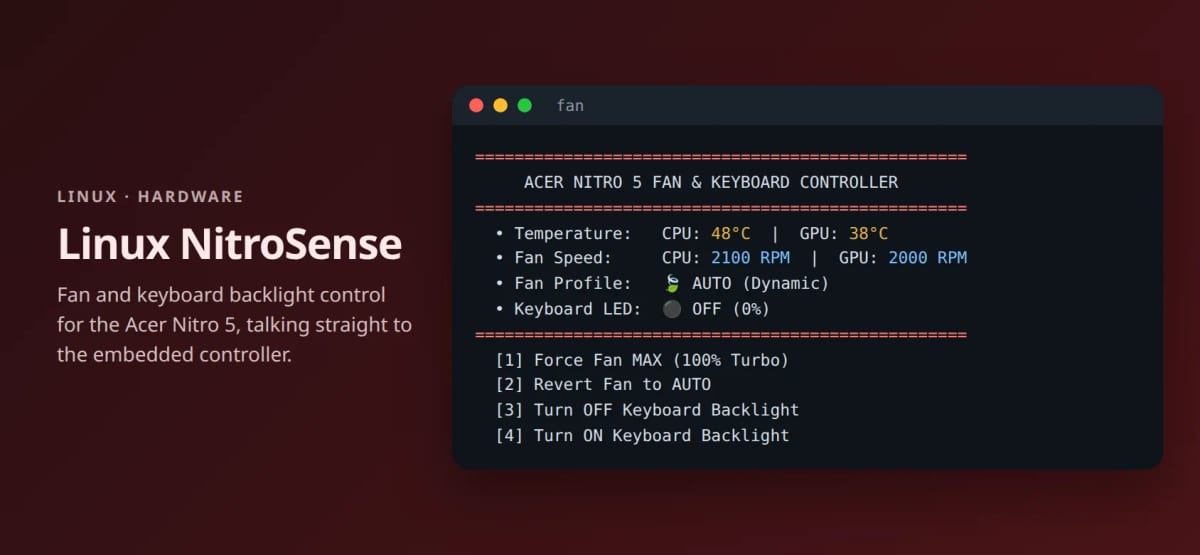 LINUX · HARDWARE
Linux NitroSense
Fan and keyboard backlight control
for the Acer Nitro 5, talking straight to
the embedded controller.
fan
==================================================
ACER NITRO 5 FAN & KEYBOARD CONTROLLER
==================================================
• Temperature: CPU: 48°C | GPU: 38°C
• Fan Speed: CPU: 2100 RPM | GPU: 2000 RPM
• Fan Profile: 🍃 AUTO (Dynamic)
• Keyboard LED: ⚫ OFF (0%)
==================================================
[1] Force Fan MAX (100% Turbo)
[2] Revert Fan to AUTO
[3] Turn OFF Keyboard Backlight
[4] Turn ON Keyboard Backlight